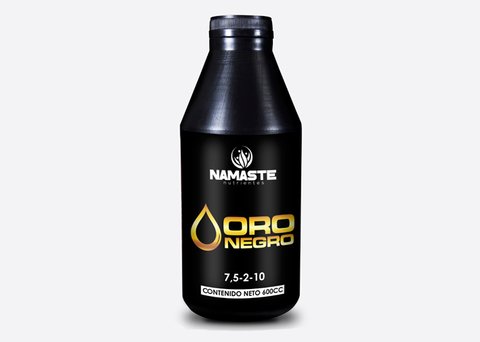 NAMASTE
nutrientes
ORO
NEGRO
7,5-2-10
CONTENIDO NETO 600CC